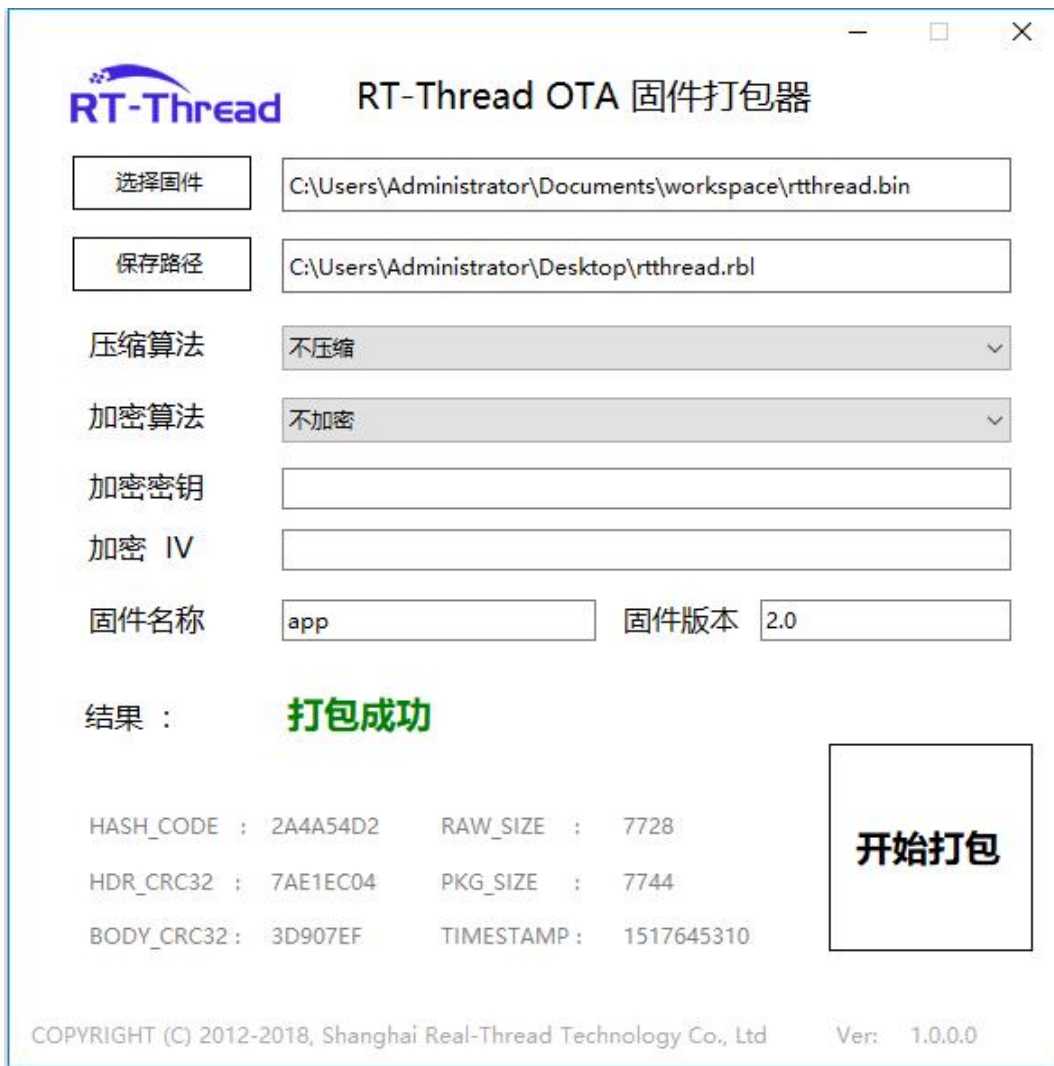 RT-Thread
RT-Thread OTA 固件打包器
选择固件 C:\Users\Administrator\Documents\workspace\rtthread.bin
保存路径 C:\Users\Administrator\Desktop\rtthread.rbl
压缩算法 不压缩
加密算法 不加密
加密密钥
加密 IV
固件名称 app 固件版本 2.0
结果 : 打包成功
HASH_CODE : 2A4A54D2 RAW_SIZE : 7728
HDR_CRC32 : 7AE1EC04 PKG_SIZE : 7744
BODY_CRC32 : 3D907EF TIMESTAMP : 1517645310
开始打包
COPYRIGHT (C) 2012-2018, Shanghai Real-Thread Technology Co., Ltd Ver: 1.0.0.0